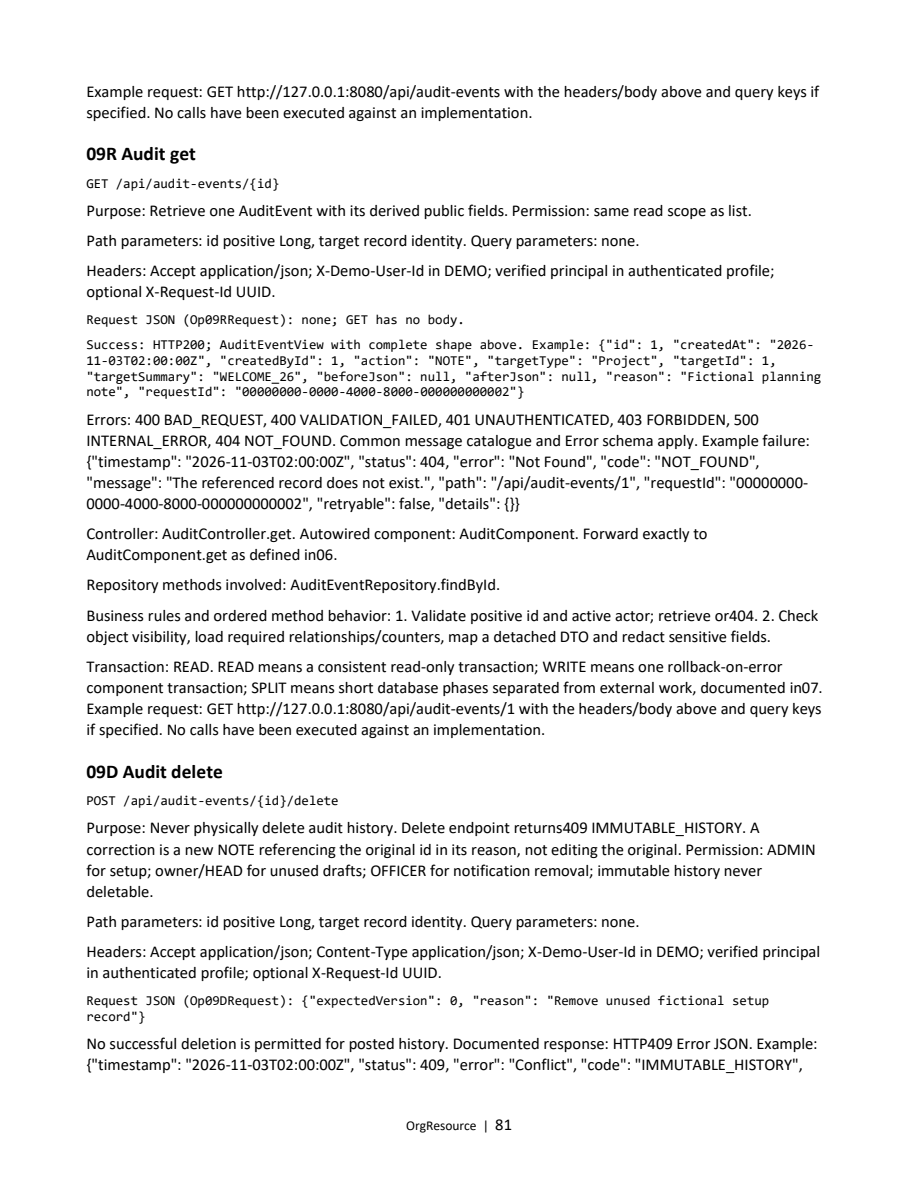 Example request: GET http://127.0.0.1:8080/api/audit-events with the headers/body above and query keys if
specified. No calls have been executed against an implementation.
09R Audit get
GET /api/audit-events/{id}
Purpose: Retrieve one AuditEvent with its derived public fields. Permission: same read scope as list.
Path parameters: id positive Long, target record identity. Query parameters: none.
Headers: Accept application/json; X-Demo-User-Id in DEMO; verified principal in authenticated profile;
optional X-Request-Id UUID.
Request JSON (Op09RRequest): none; GET has no body.
Success: HTTP200; AuditEventView with complete shape above. Example: {"id": 1, "createdAt": "2026-
11-03T02:00:00Z", "createdById": 1, "action": "NOTE", "targetType": "Project", "targetId": 1,
"targetSummary": "WELCOME_26", "beforeJson": null, "afterJson": null, "reason": "Fictional planning
note", "requestId": "00000000-0000-4000-8000-000000000002"}
Errors: 400 BAD_REQUEST, 400 VALIDATION_FAILED, 401 UNAUTHENTICATED, 403 FORBIDDEN, 500
INTERNAL_ERROR, 404 NOT_FOUND. Common message catalogue and Error schema apply. Example failure:
{"timestamp": "2026-11-03T02:00:00Z", "status": 404, "error": "Not Found", "code": "NOT_FOUND",
"message": "The referenced record does not exist.", "path": "/api/audit-events/1", "requestId": "00000000-
0000-4000-8000-000000000002", "retryable": false, "details": {}}
Controller: AuditController.get. Autowired component: AuditComponent. Forward exactly to
AuditComponent.get as defined in06.
Repository methods involved: AuditEventRepository.findById.
Business rules and ordered method behavior: 1. Validate positive id and active actor; retrieve or404. 2. Check
object visibility, load required relationships/counters, map a detached DTO and redact sensitive fields.
Transaction: READ. READ means a consistent read-only transaction; WRITE means one rollback-on-error
component transaction; SPLIT means short database phases separated from external work, documented in07.
Example request: GET http://127.0.0.1:8080/api/audit-events/1 with the headers/body above and query keys
if specified. No calls have been executed against an implementation.
09D Audit delete
POST /api/audit-events/{id}/delete
Purpose: Never physically delete audit history. Delete endpoint returns409 IMMUTABLE_HISTORY. A
correction is a new NOTE referencing the original id in its reason, not editing the original. Permission: ADMIN
for setup; owner/HEAD for unused drafts; OFFICER for notification removal; immutable history never
deletable.
Path parameters: id positive Long, target record identity. Query parameters: none.
Headers: Accept application/json; Content-Type application/json; X-Demo-User-Id in DEMO; verified principal
in authenticated profile; optional X-Request-Id UUID.
Request JSON (Op09DRequest): {"expectedVersion": 0, "reason": "Remove unused fictional setup
record"}
No successful deletion is permitted for posted history. Documented response: HTTP409 Error JSON. Example:
{"timestamp": "2026-11-03T02:00:00Z", "status": 409, "error": "Conflict", "code": "IMMUTABLE_HISTORY",
OrgResource | 81